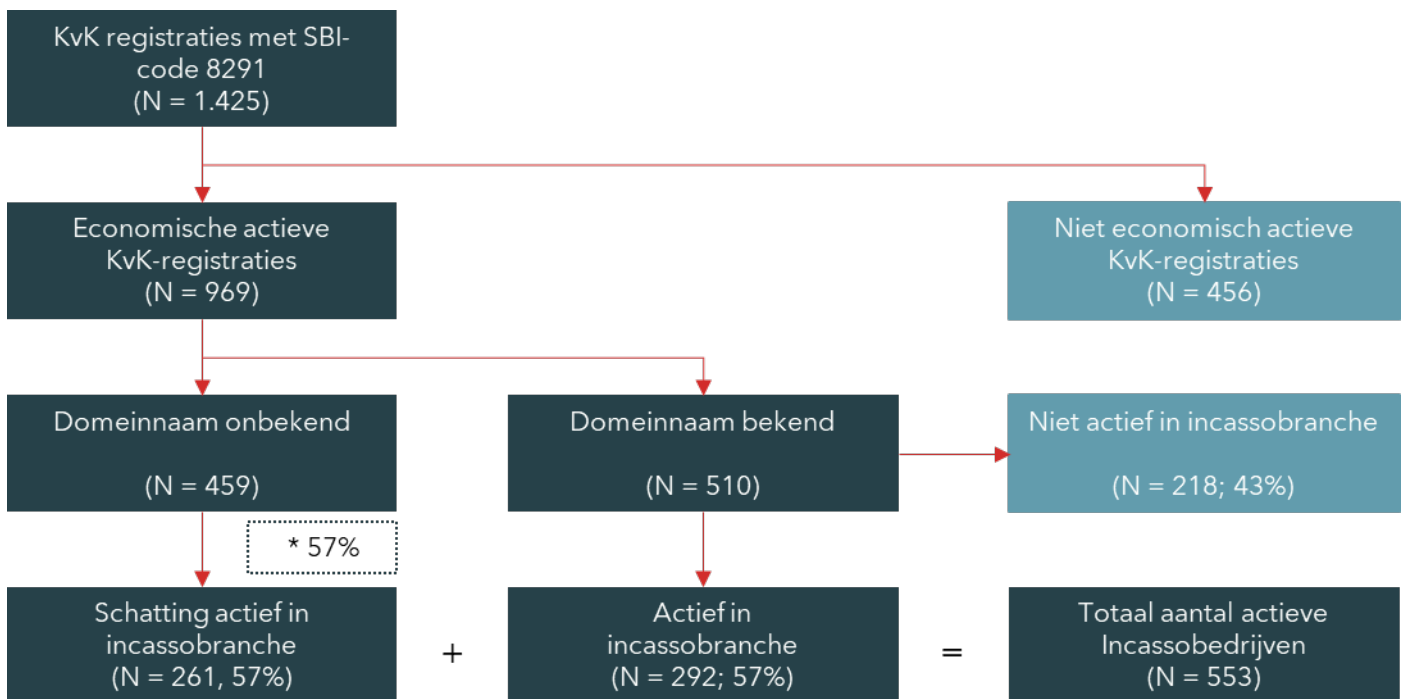 KvK registraties met SBI-
code 8291
(N = 1.425)
Economische actieve
KvK-registraties
(N = 969)
Niet economisch actieve
KvK-registraties
(N = 456)
Domeinnaam onbekend
(N = 459)
Domeinnaam bekend
(N = 510)
Niet actief in incassobranche
(N = 218; 43%)
* 57%
Schatting actief in
incassobranche
(N = 261, 57%)
+
Actief in
incassobranche
(N = 292; 57%)
=
Totaal aantal actieve
Incassobedrijven
(N = 553)